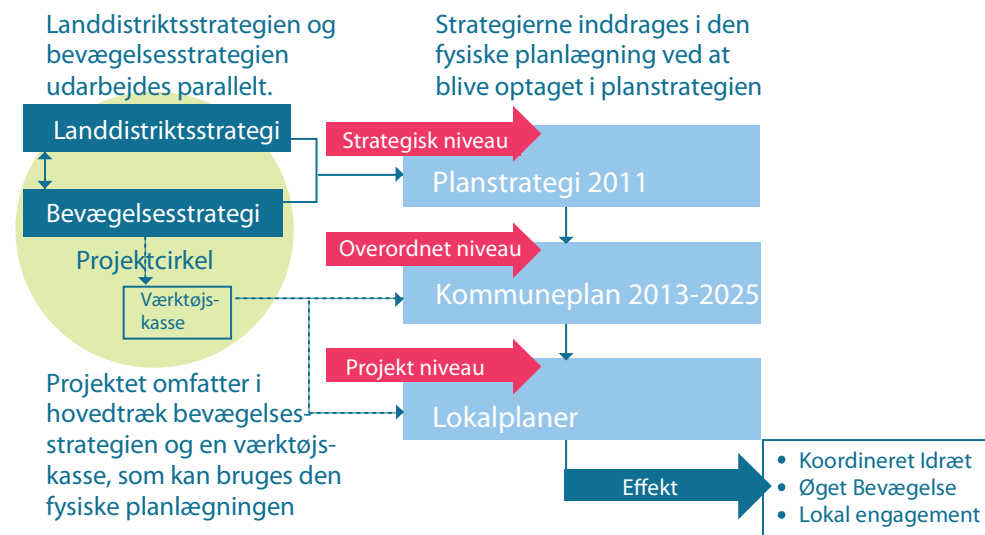 Landdistriktsstrategien og
bevægelsesstrategien
udarbejdes parallelt.
Strategierne inddrages i den
fysiske planlægning ved at
blive optaget i planstrategien
Landdistriktsstrategi
Bevægelsesstrategi
Projektcirkel
Værktøjs-
kasse
Strategisk niveau
Planstrategi 2011
Overordnet niveau
Kommuneplan 2013-2025
Projekt niveau
Lokalplaner
Projektet omfatter i
hovedtræk bevægelses-
strategien og en værktøjs-
kasse, som kan bruges den
fysiske planlægningen
Effekt
• Koordineret Idræt
• Øget Bevægelse
• Lokal engagement